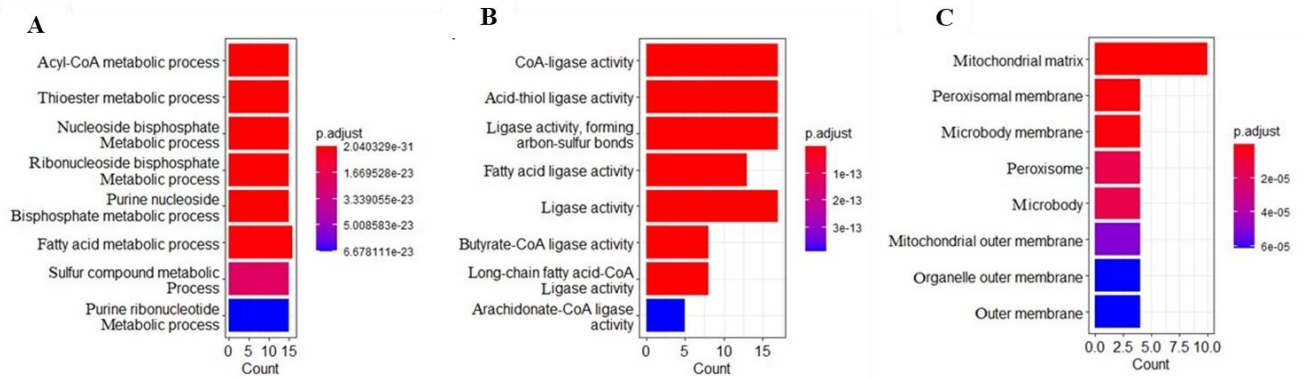 A
Acyl-CoA metabolic process
Thioester metabolic process
Nucleoside bisphosphate
Metabolic process
Ribonucleoside bisphosphate
Metabolic process
Purine nucleoside
Bisphosphate metabolic process
Fatty acid metabolic process
Sulfur compound metabolic
Process
Purine ribonucleotide
Metabolic process
0 5 10 15
Count
p.adjust
2.040329e-31
1.669528e-23
3.339055e-23
5.008583e-23
6.678111e-23
B
CoA-ligase activity
Acid-thiol ligase activity
Ligase activity, forming
arbon-sulfur bonds
Fatty acid ligase activity
Ligase activity
Butyrate-CoA ligase activity
Long-chain fatty acid-CoA
Ligase activity
Arachidonate-CoA ligase
activity
0 5 10 15
Count
p.adjust
1e-13
2e-13
3e-13
C
Mitochondrial matrix
Peroxisomal membrane
Microbody membrane
Peroxisome
Microbody
Mitochondrial outer membrane
Organelle outer membrane
Outer membrane
0.0 2.5 5.0 7.5 10.0
Count
p.adjust
2e-05
4e-05
6e-05